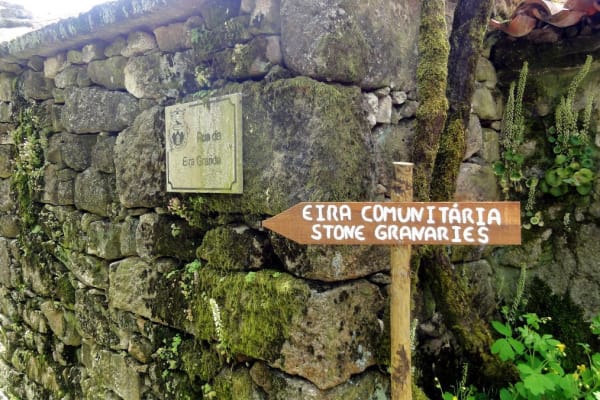 Rua da
Eira Grande
EIRA COMUNITÁRIA
STONE GRANARIES